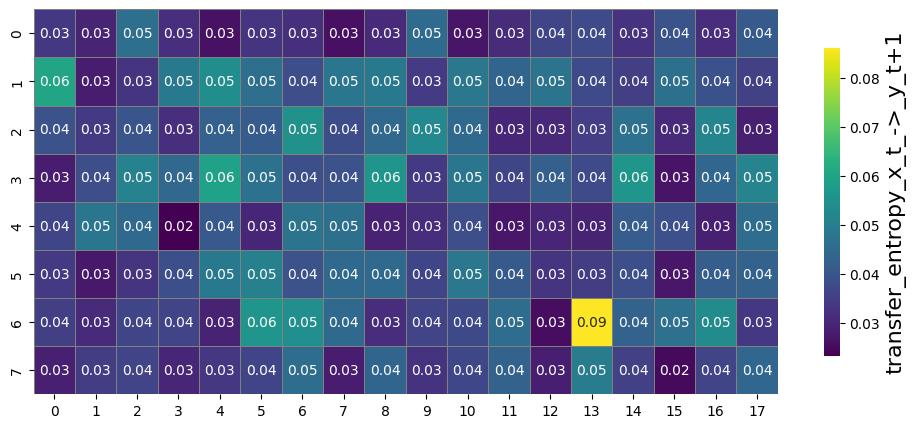 0 0.03 0.03 0.05 0.03 0.03 0.03 0.03 0.03 0.03 0.05 0.03 0.03 0.04 0.04 0.03 0.04 0.03 0.04
1 0.06 0.03 0.03 0.05 0.05 0.05 0.04 0.05 0.05 0.03 0.05 0.04 0.05 0.04 0.04 0.05 0.04 0.04
2 0.04 0.03 0.04 0.03 0.04 0.04 0.05 0.04 0.04 0.05 0.04 0.03 0.03 0.04 0.05 0.03 0.05 0.03
3 0.03 0.04 0.05 0.04 0.06 0.05 0.04 0.04 0.06 0.03 0.05 0.04 0.04 0.04 0.06 0.03 0.04 0.05
4 0.04 0.05 0.04 0.02 0.04 0.03 0.05 0.05 0.03 0.03 0.04 0.03 0.03 0.03 0.04 0.04 0.03 0.05
5 0.03 0.03 0.03 0.04 0.05 0.05 0.04 0.04 0.04 0.04 0.05 0.04 0.03 0.03 0.04 0.03 0.04 0.04
6 0.04 0.03 0.04 0.04 0.03 0.06 0.05 0.04 0.03 0.04 0.04 0.05 0.03 0.09 0.04 0.05 0.05 0.03
7 0.03 0.03 0.04 0.03 0.03 0.04 0.05 0.03 0.04 0.03 0.04 0.04 0.03 0.05 0.04 0.02 0.04 0.04
0 1 2 3 4 5 6 7 8 9 10 11 12 13 14 15 16 17
0.08
0.07
0.06
0.05
0.04
0.03
transfer_entropy_x_t_->_y_t+1